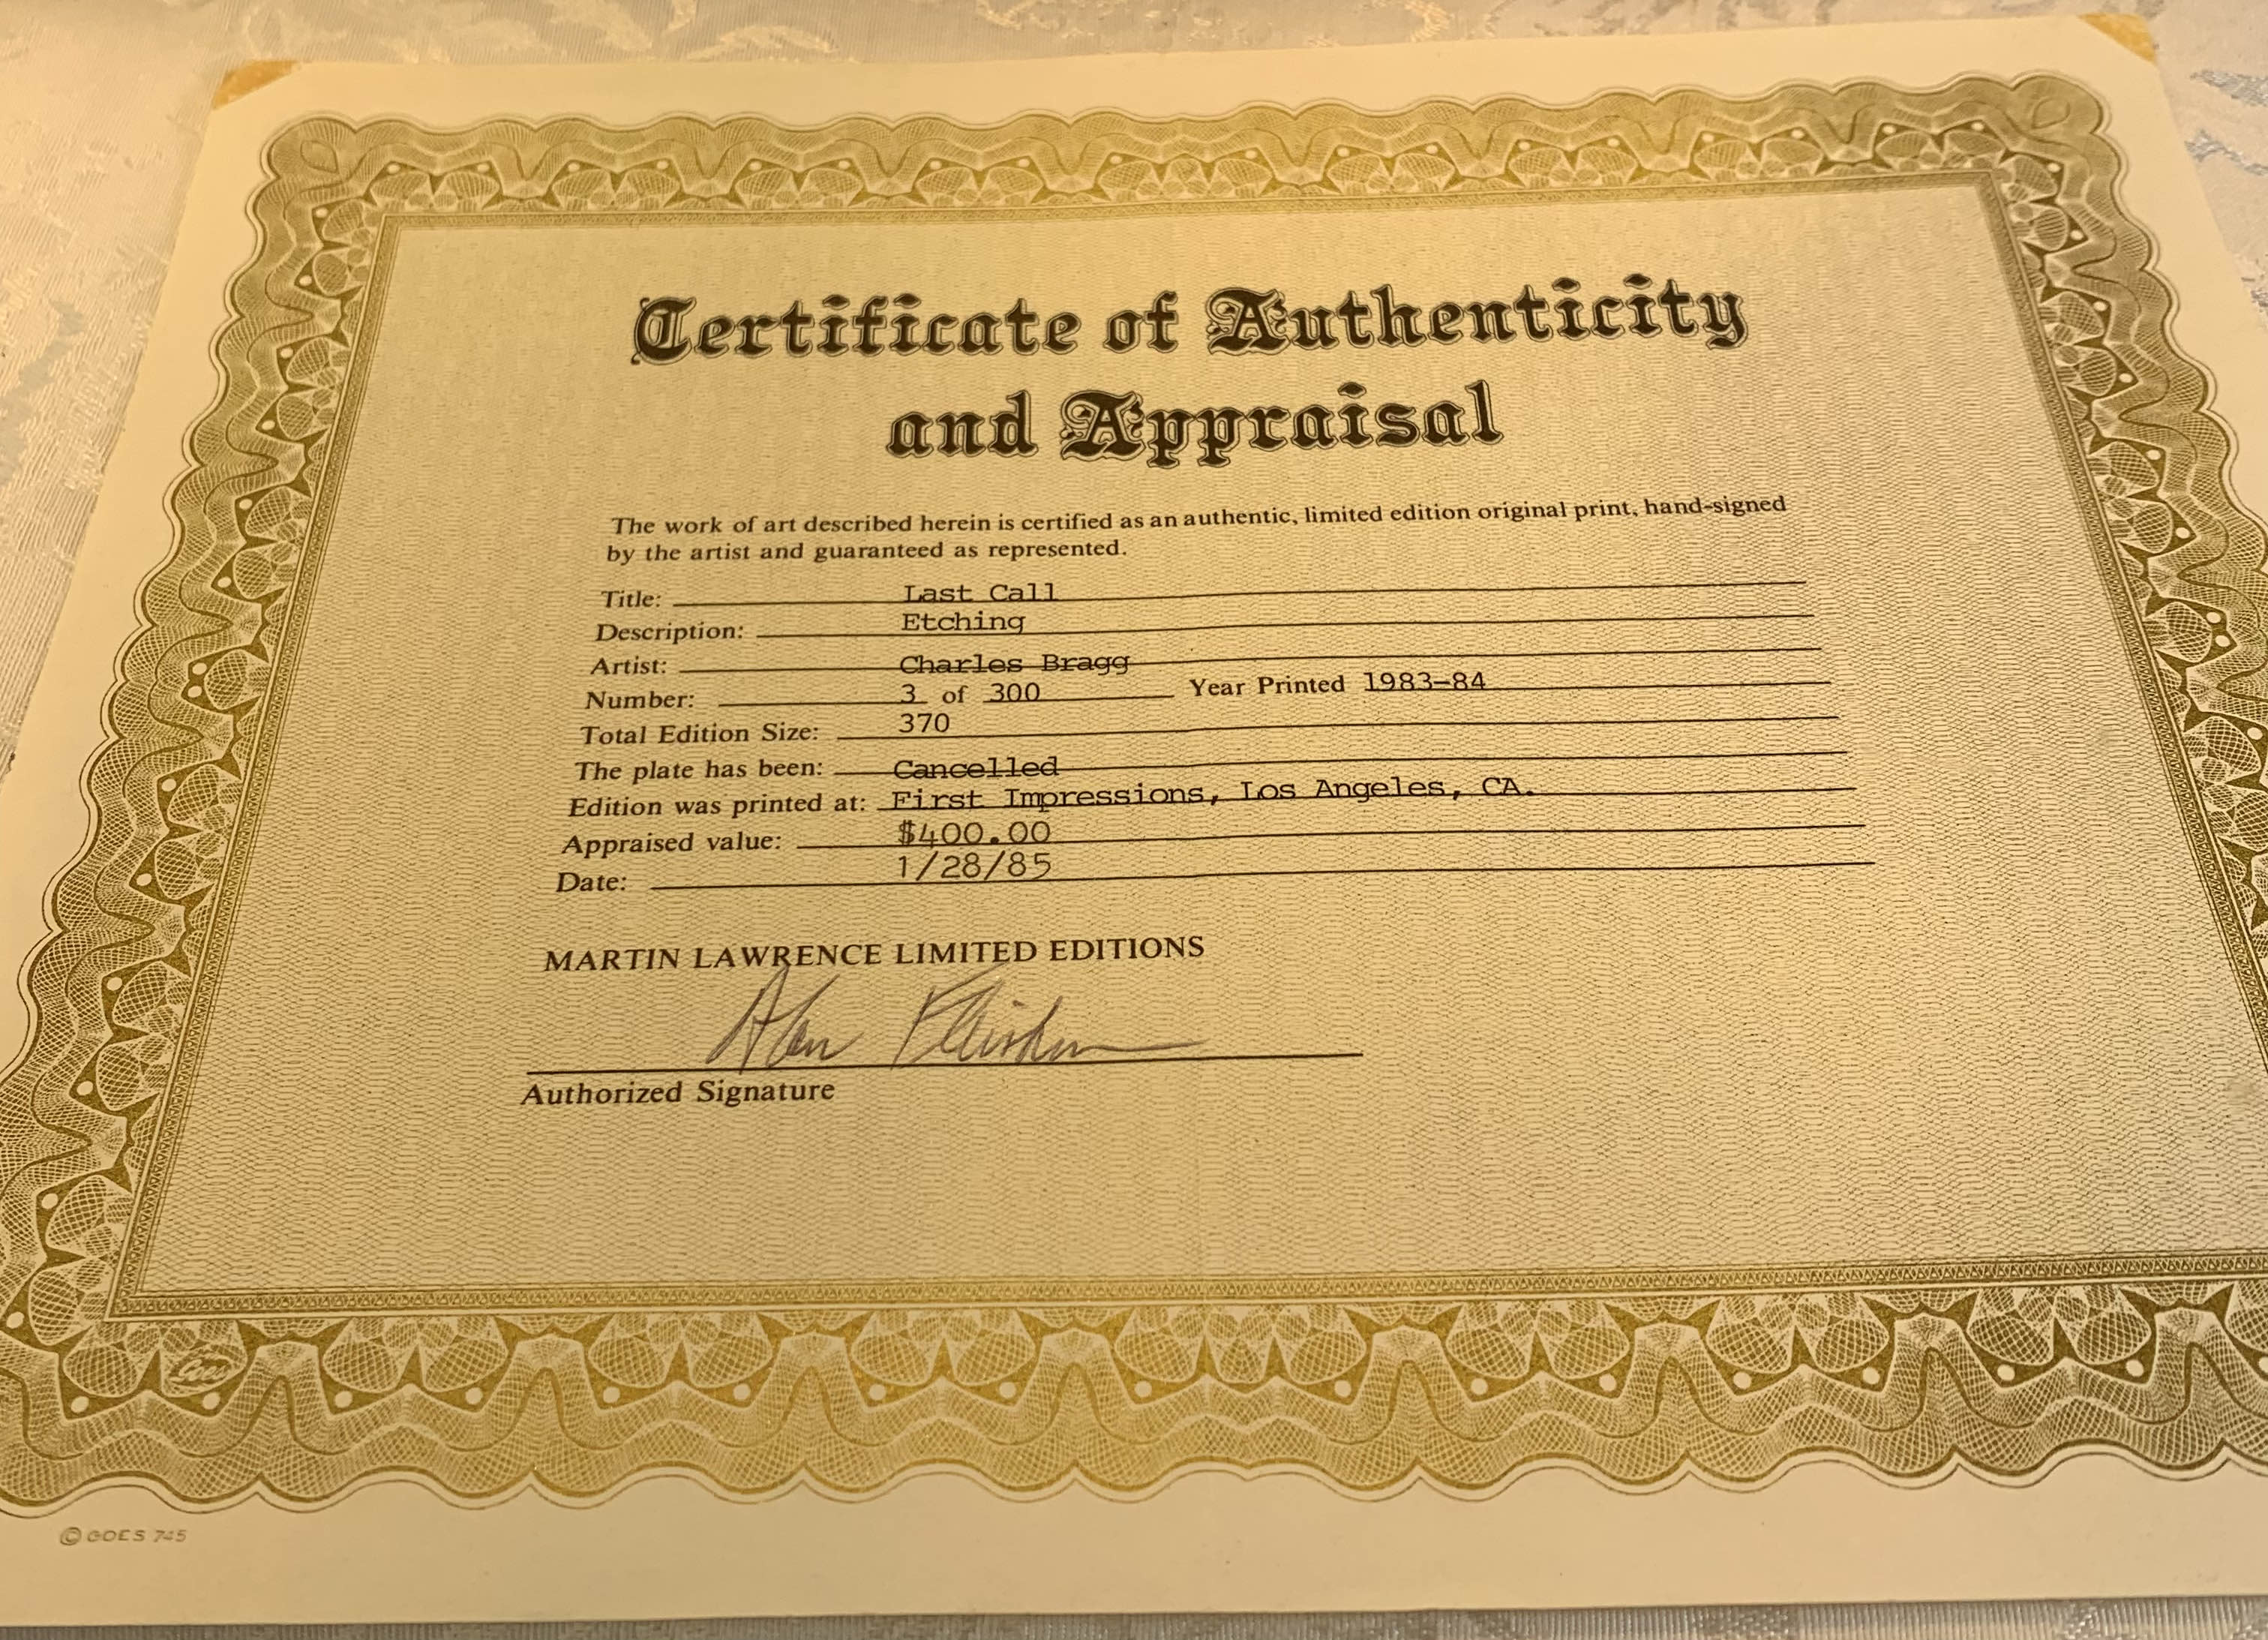 Certificate of Authenticity
and Appraisal
The work of art described herein is certified as an authentic, limited edition original print, hand-signed
by the artist and guaranteed as represented.
Title: Last Call
Description: Etching
Artist: Charles Bragg
Number: 3 of 300 Year Printed 1983-84
Total Edition Size: 370
The plate has been: Cancelled
Edition was printed at: First Impressions, Los Angeles, CA.
Appraised value: $400.00
Date: 1/28/85
MARTIN LAWRENCE LIMITED EDITIONS
Authorized Signature
© GOES 745